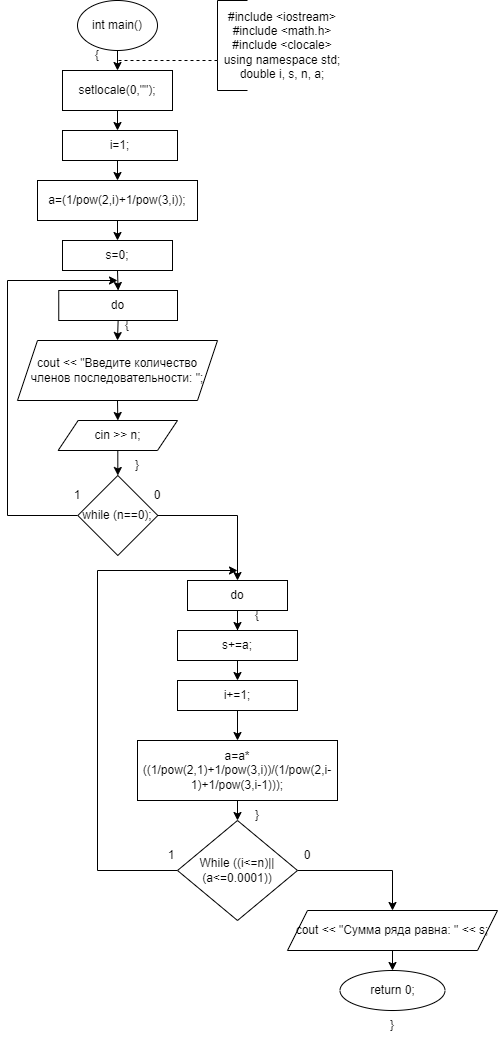 int main()
#include <iostream>
#include <math.h>
#include <clocale>
using namespace std;
double i, s, n, a;
{
setlocale(0,"");
i=1;
a=(1/pow(2,i)+1/pow(3,i));
s=0;
do
{
cout << "Введите количество
членов последовательности: ";
cin >> n;
}
1
0
while (n==0);
do
{
s+=a;
i+=1;
a=a*
((1/pow(2,1)+1/pow(3,i))/(1/pow(2,i-
1)+1/pow(3,i-1)));
}
1
0
While ((i<=n)||
(a<=0.0001))
cout << "Сумма ряда равна: " << s;
return 0;
}